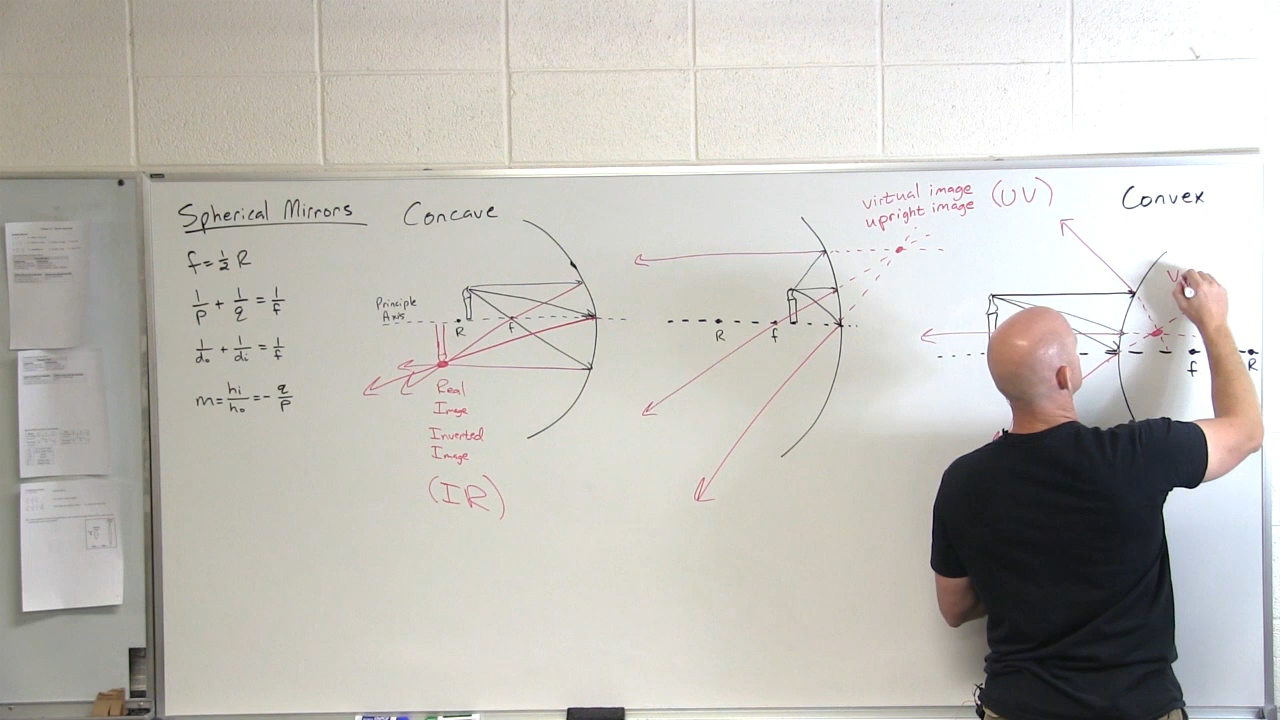 Spherical Mirrors
f = 1/2 R
1/p + 1/q = 1/f
1/do + 1/di = 1/f
m = hi/ho = - q/p
Concave
Principle
Axis
R
f
Real
Image
Inverted
Image
(IR)
virtual image (UV)
upright image
R
f
Convex
V
f
R